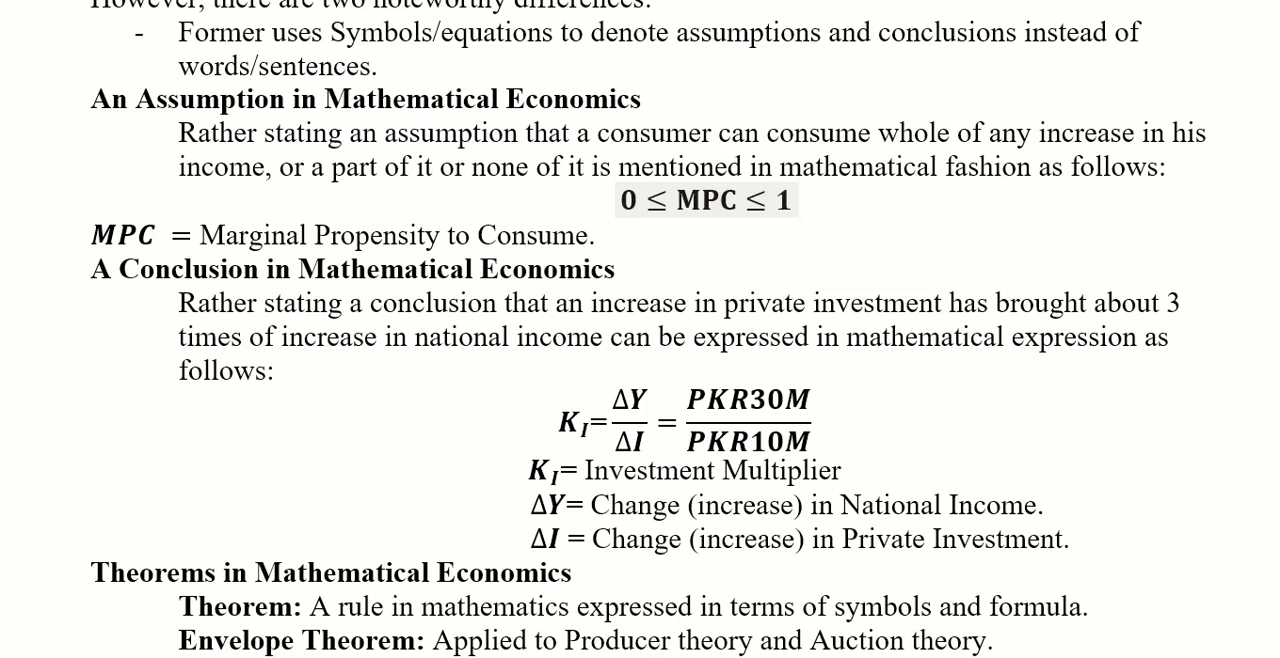 However, there are two noteworthy differences:
- Former uses Symbols/equations to denote assumptions and conclusions instead of
words/sentences.
An Assumption in Mathematical Economics
Rather stating an assumption that a consumer can consume whole of any increase in his
income, or a part of it or none of it is mentioned in mathematical fashion as follows:
0 ≤ MPC ≤ 1
MPC = Marginal Propensity to Consume.
A Conclusion in Mathematical Economics
Rather stating a conclusion that an increase in private investment has brought about 3
times of increase in national income can be expressed in mathematical expression as
follows:
K_I = ΔY/ΔI = PKR30M/PKR10M
K_I = Investment Multiplier
ΔY= Change (increase) in National Income.
ΔI = Change (increase) in Private Investment.
Theorems in Mathematical Economics
Theorem: A rule in mathematics expressed in terms of symbols and formula.
Envelope Theorem: Applied to Producer theory and Auction theory.